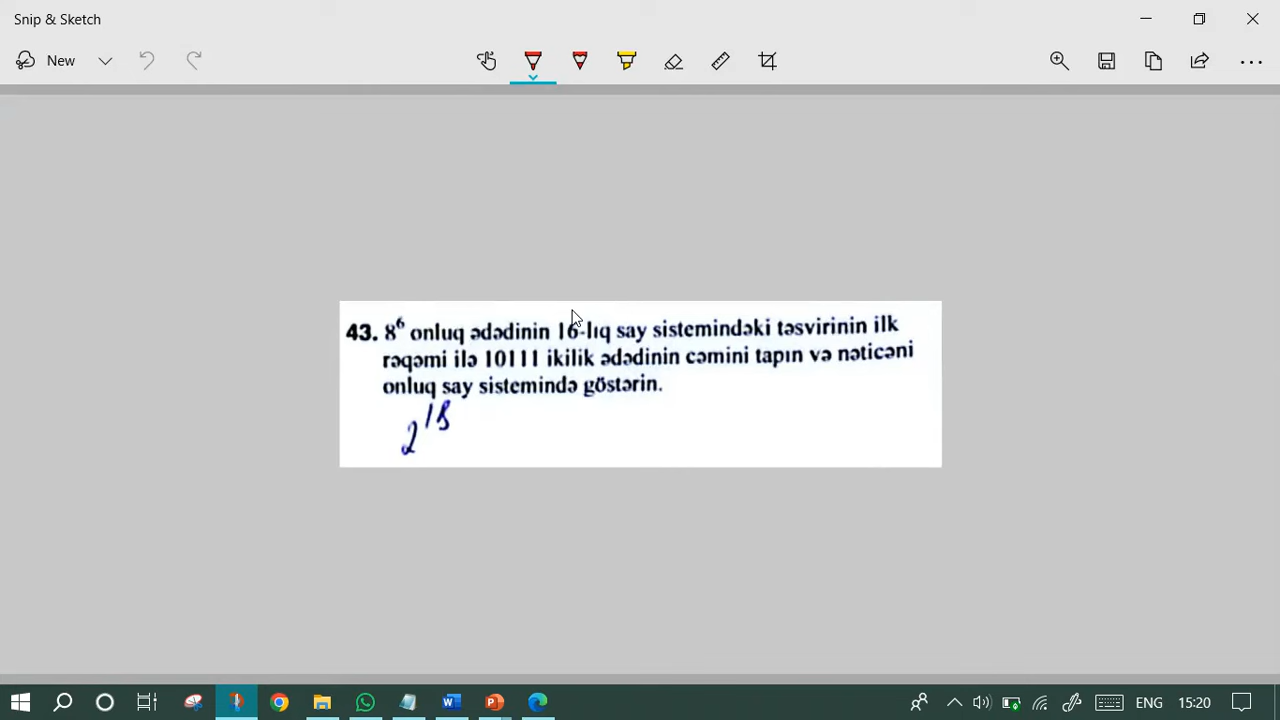 Snip & Sketch
New
43. 8⁶ onluq ədədinin 16-lıq say sistemindəki təsvirinin ilk
rəqəmi ilə 10111 ikilik ədədinin cəmini tapın və nəticəni
onluq say sistemində göstərin.
2¹⁸
ENG 15:20